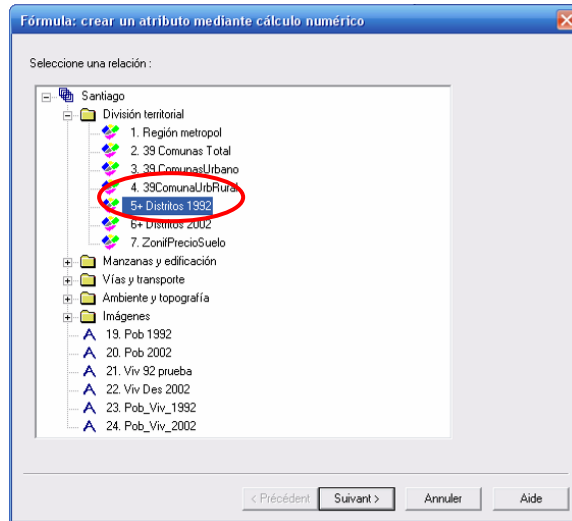 Fórmula: crear un atributo mediante cálculo numérico
Seleccione una relación :
Santiago
División territorial
1. Región metropol
2. 39 Comunas Total
3. 39 ComunasUrbano
4. 39ComunaUrbRural
5+ Distritos 1992
6+ Distritos 2002
7. ZonifPrecioSuelo
Manzanas y edificación
Vías y transporte
Ambiente y topografía
Imágenes
19. Pob 1992
20. Pob 2002
21. Viv 92 prueba
22. Viv Des 2002
23. Pob_Viv_1992
24. Pob_Viv_2002
< Précédent Suivant > Annuler Aide